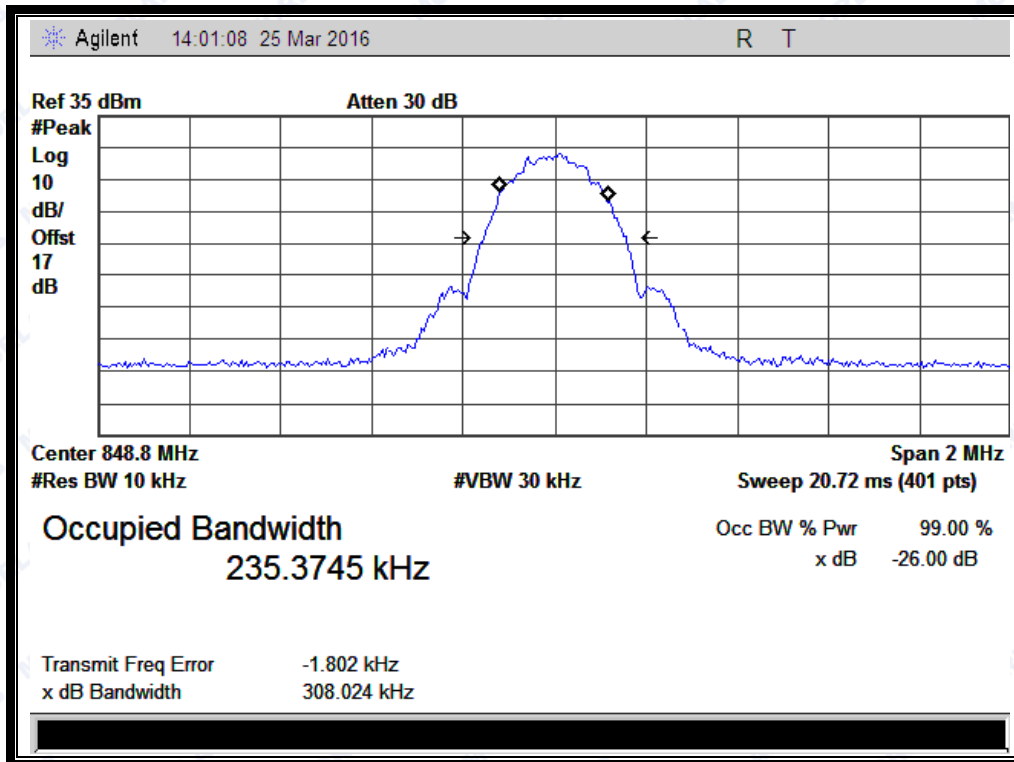 Agilent 14:01:08 25 Mar 2016 R T
Ref 35 dBm Atten 30 dB
#Peak
Log
10
dB/
Offst
17
dB
Center 848.8 MHz Span 2 MHz
#Res BW 10 kHz #VBW 30 kHz Sweep 20.72 ms (401 pts)
Occupied Bandwidth Occ BW % Pwr 99.00 %
235.3745 kHz x dB -26.00 dB
Transmit Freq Error -1.802 kHz
x dB Bandwidth 308.024 kHz